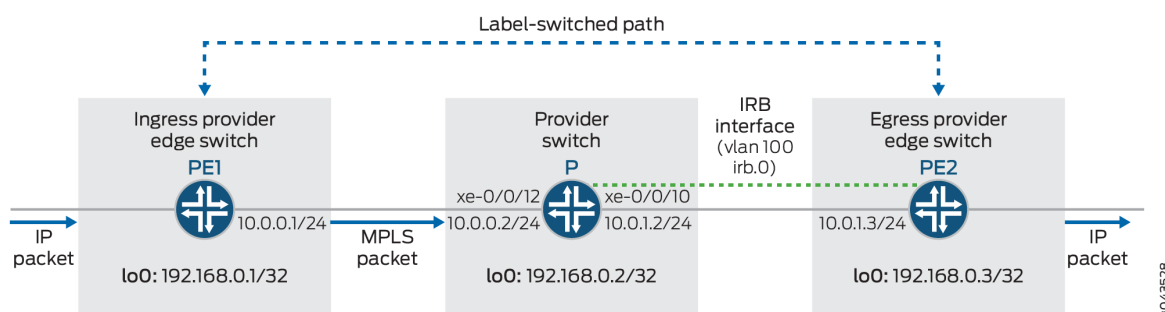 Label-switched path
Ingress provider
edge switch
PE1
Provider
switch
P
IRB
interface
(vlan 100
irb.0)
Egress provider
edge switch
PE2
xe-0/0/12
xe-0/0/10
10.0.0.1/24
10.0.0.2/24
10.0.1.2/24
10.0.1.3/24
IP
packet
MPLS
packet
IP
packet
lo0: 192.168.0.1/32
lo0: 192.168.0.2/32
lo0: 192.168.0.3/32